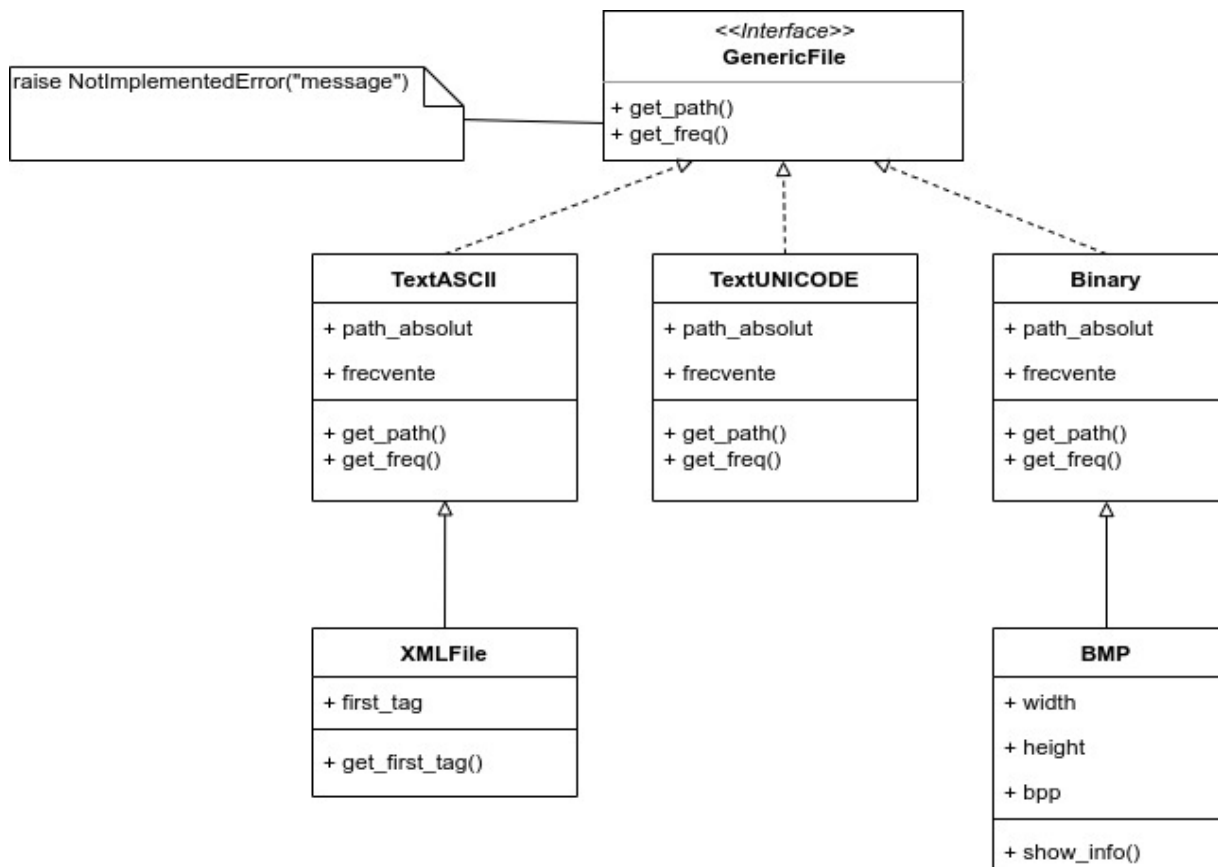 <<Interface>>
GenericFile
raise NotImplementedError("message")
+ get_path()
+ get_freq()
TextASCII
+ path_absolut
+ frecvente
+ get_path()
+ get_freq()
TextUNICODE
+ path_absolut
+ frecvente
+ get_path()
+ get_freq()
Binary
+ path_absolut
+ frecvente
+ get_path()
+ get_freq()
XMLFile
+ first_tag
+ get_first_tag()
BMP
+ width
+ height
+ bpp
+ show_info()